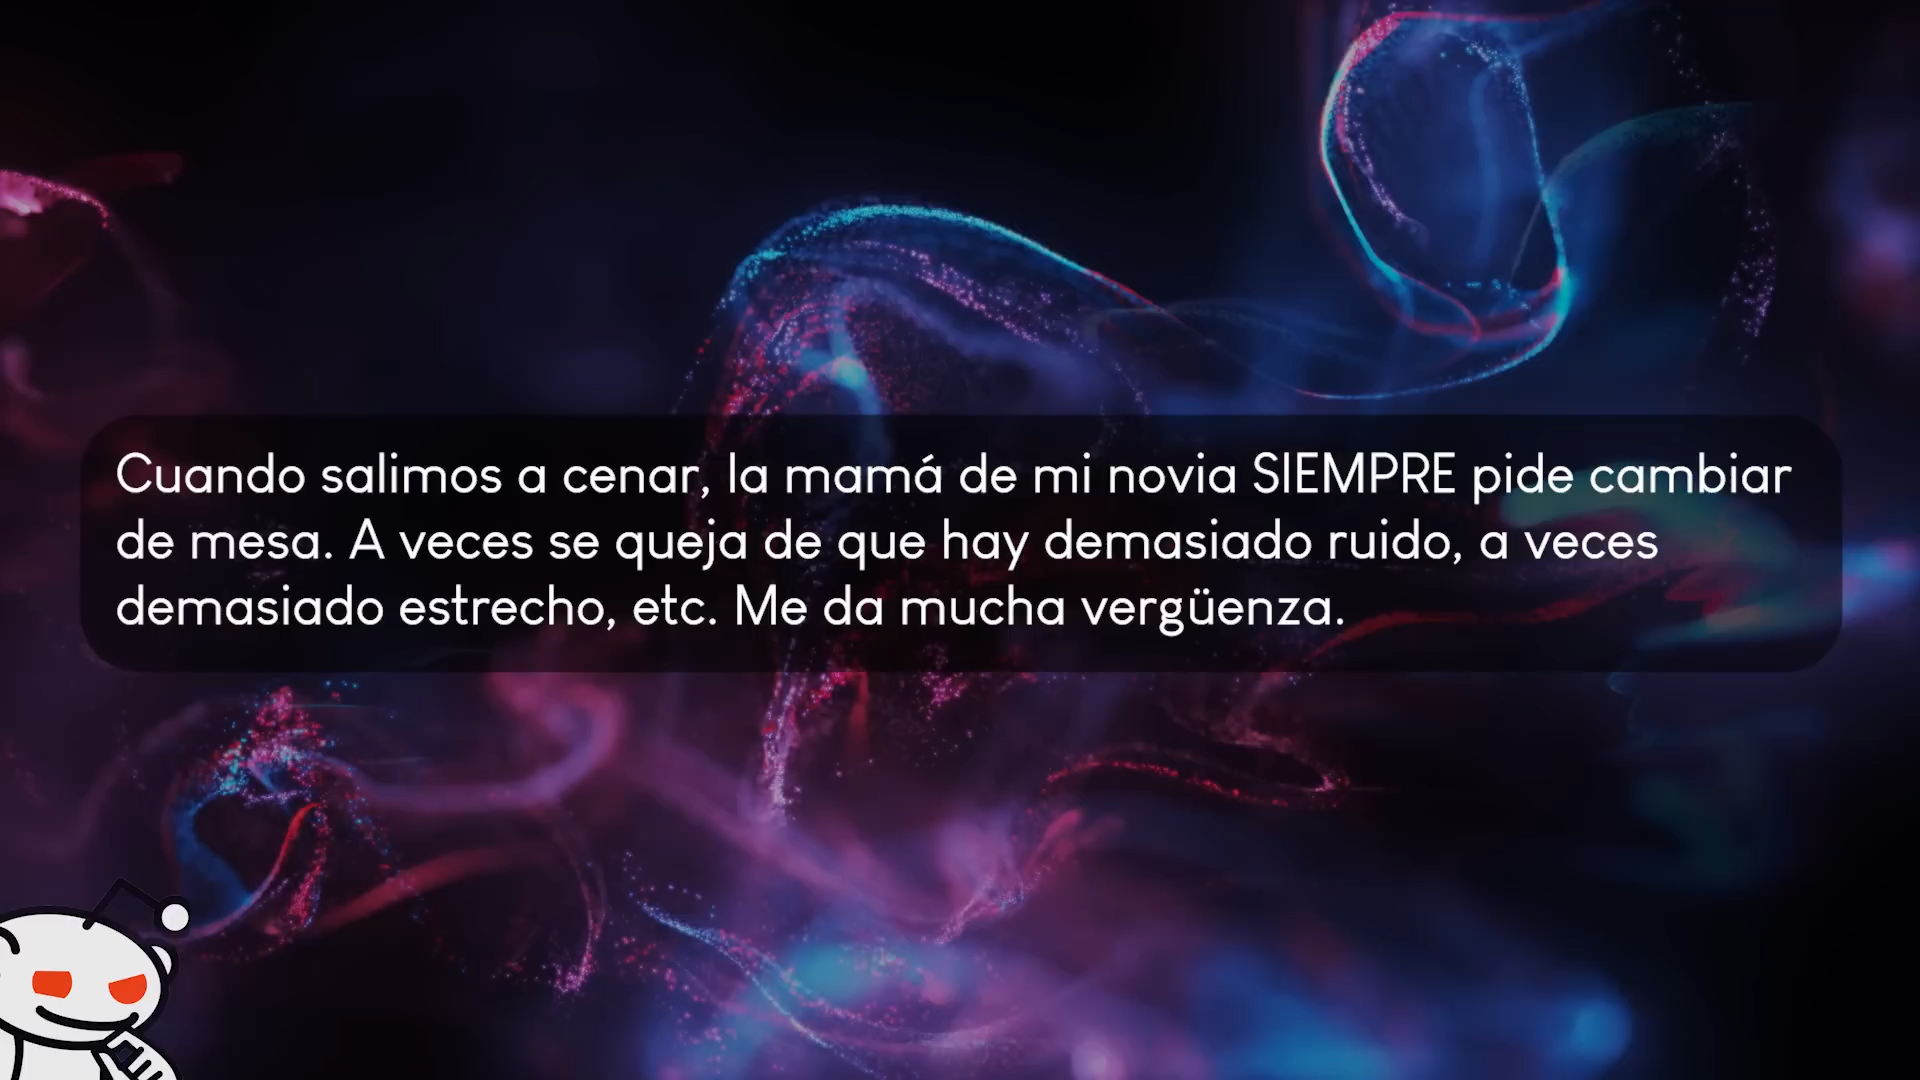 Cuando salimos a cenar, la mamá de mi novia SIEMPRE pide cambiar
de mesa. A veces se queja de que hay demasiado ruido, a veces
demasiado estrecho, etc. Me da mucha vergüenza.